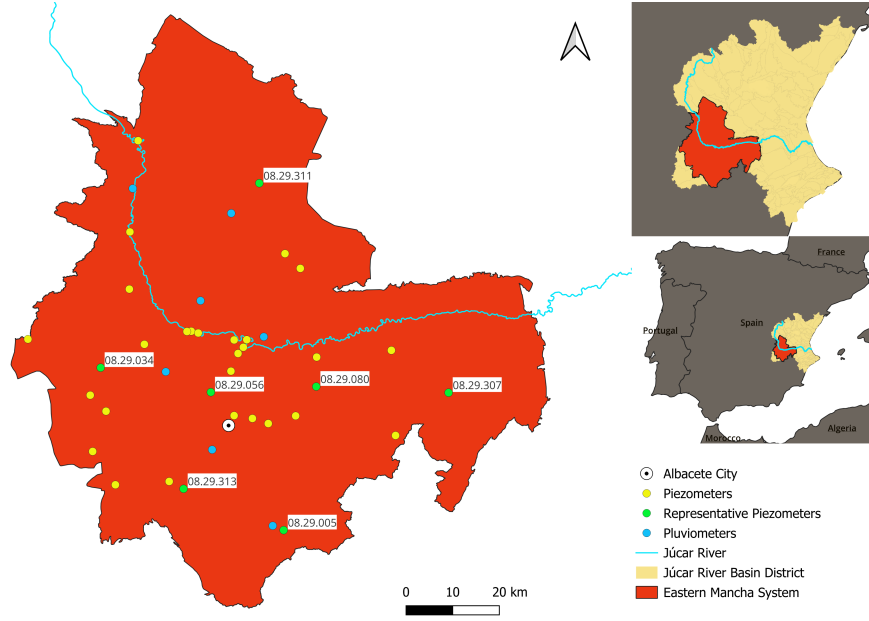 08.29.311
08.29.034
08.29.056
08.29.080
08.29.307
08.29.313
08.29.005
0 10 20 km
France
Spain
Portugal
Algeria
Morocco
Albacete City
Piezometers
Representative Piezometers
Pluviometers
Júcar River
Júcar River Basin District
Eastern Mancha System